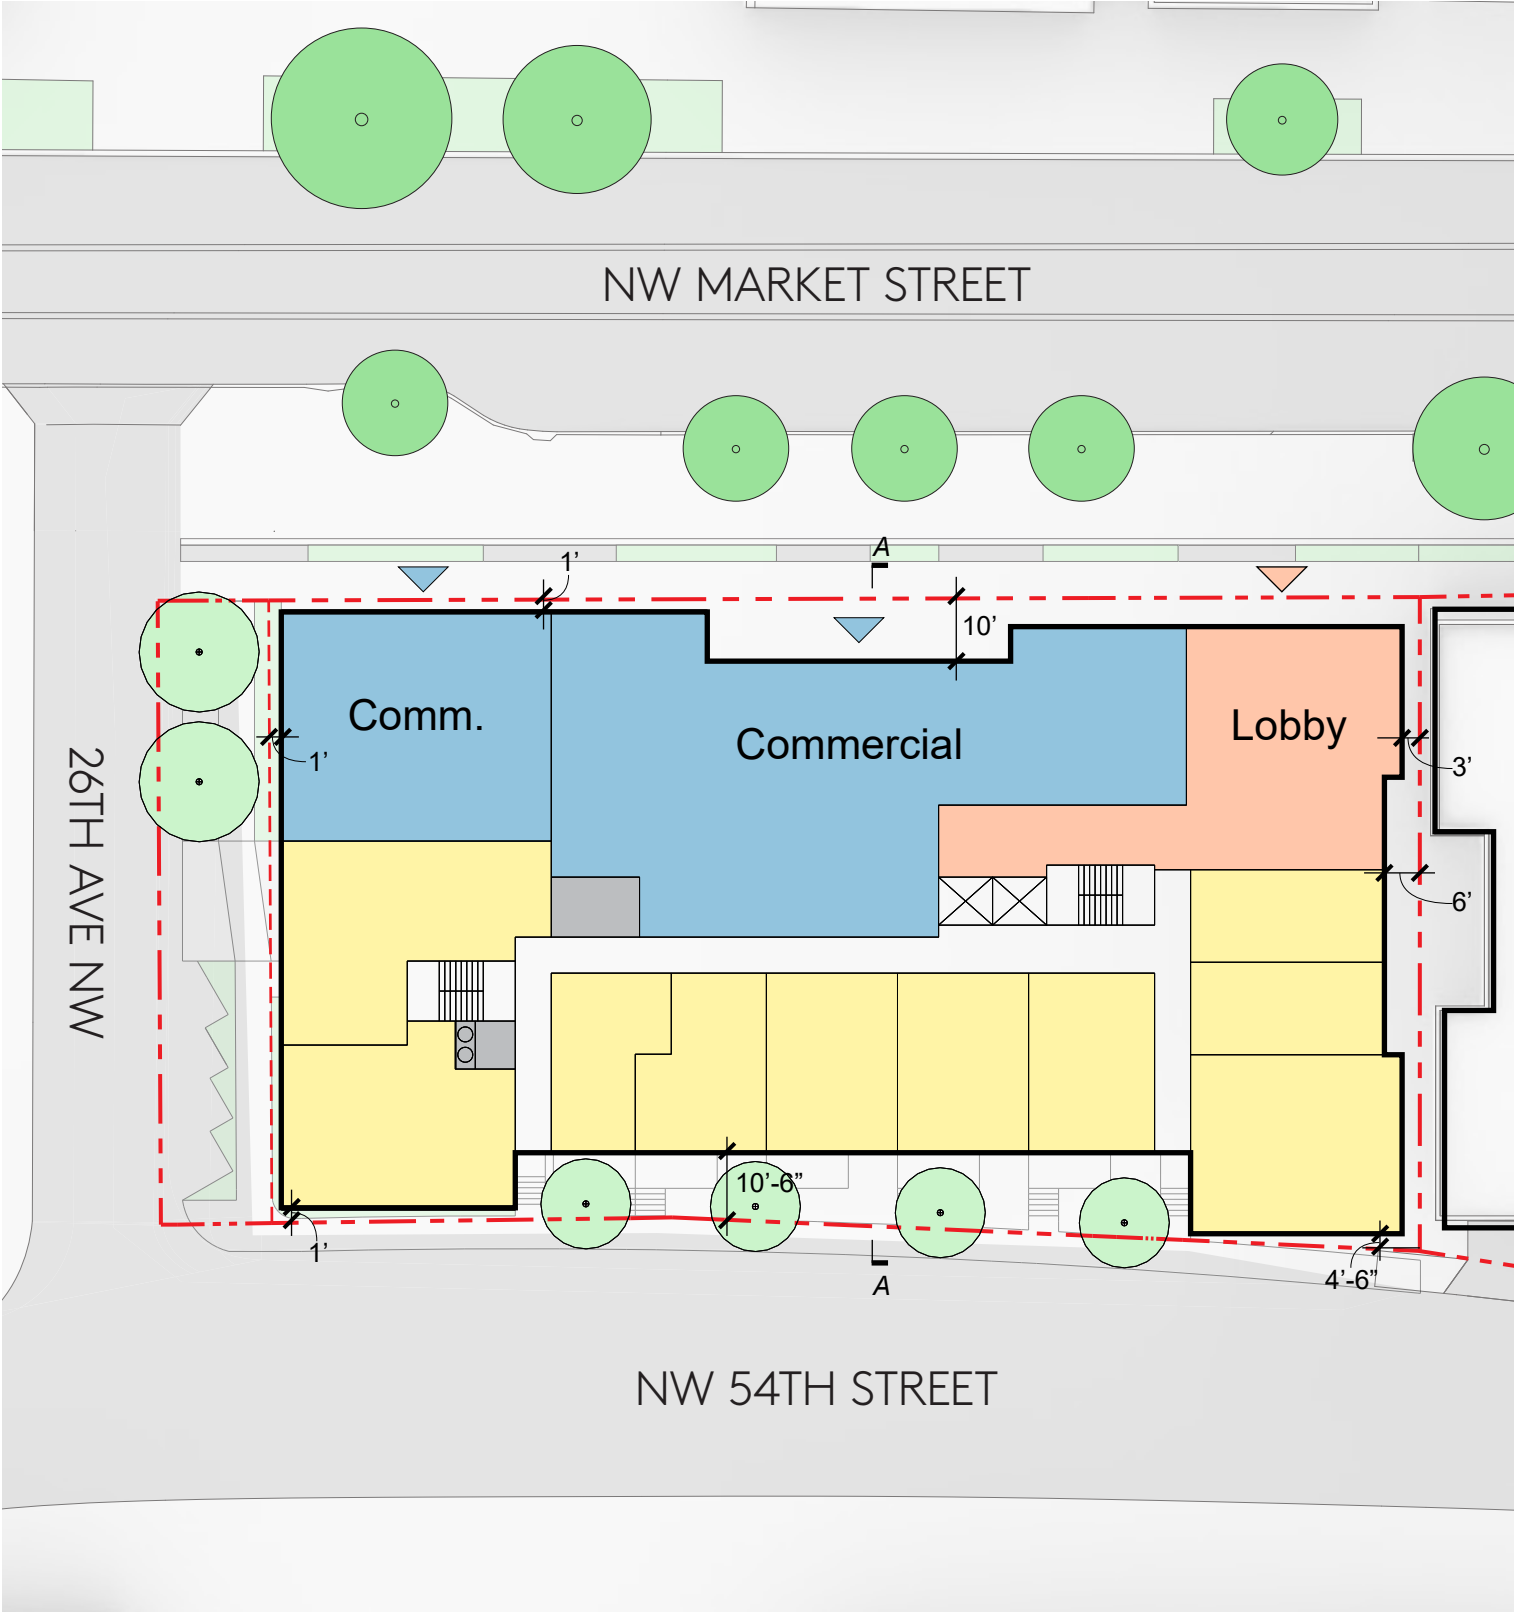 NW MARKET STREET
1’
A
10’
Comm.
Commercial
Lobby
1’
3’
26TH AVE NW
6’
10’-6”
1’
A
4’-6”
NW 54TH STREET